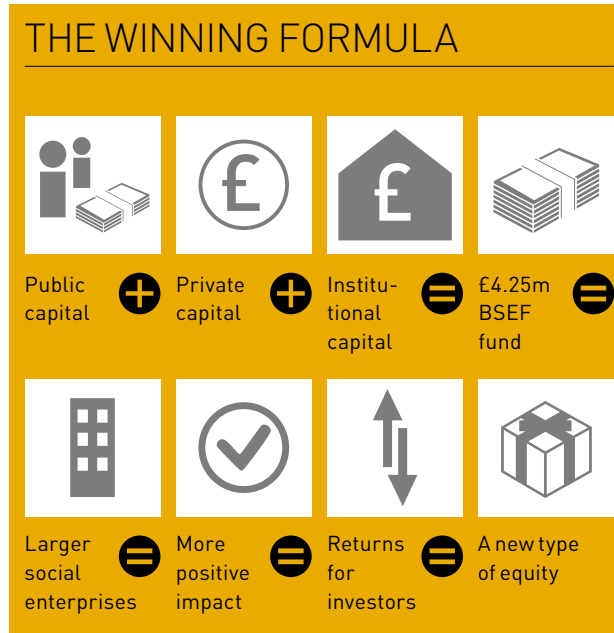 THE WINNING FORMULA
£
£
Public
capital
+
Private
capital
+
Institu-
tional
capital
=
£4.25m
BSEF
fund
=
Larger
social
enterprises
=
More
positive
impact
=
Returns
for
investors
=
A new type
of equity